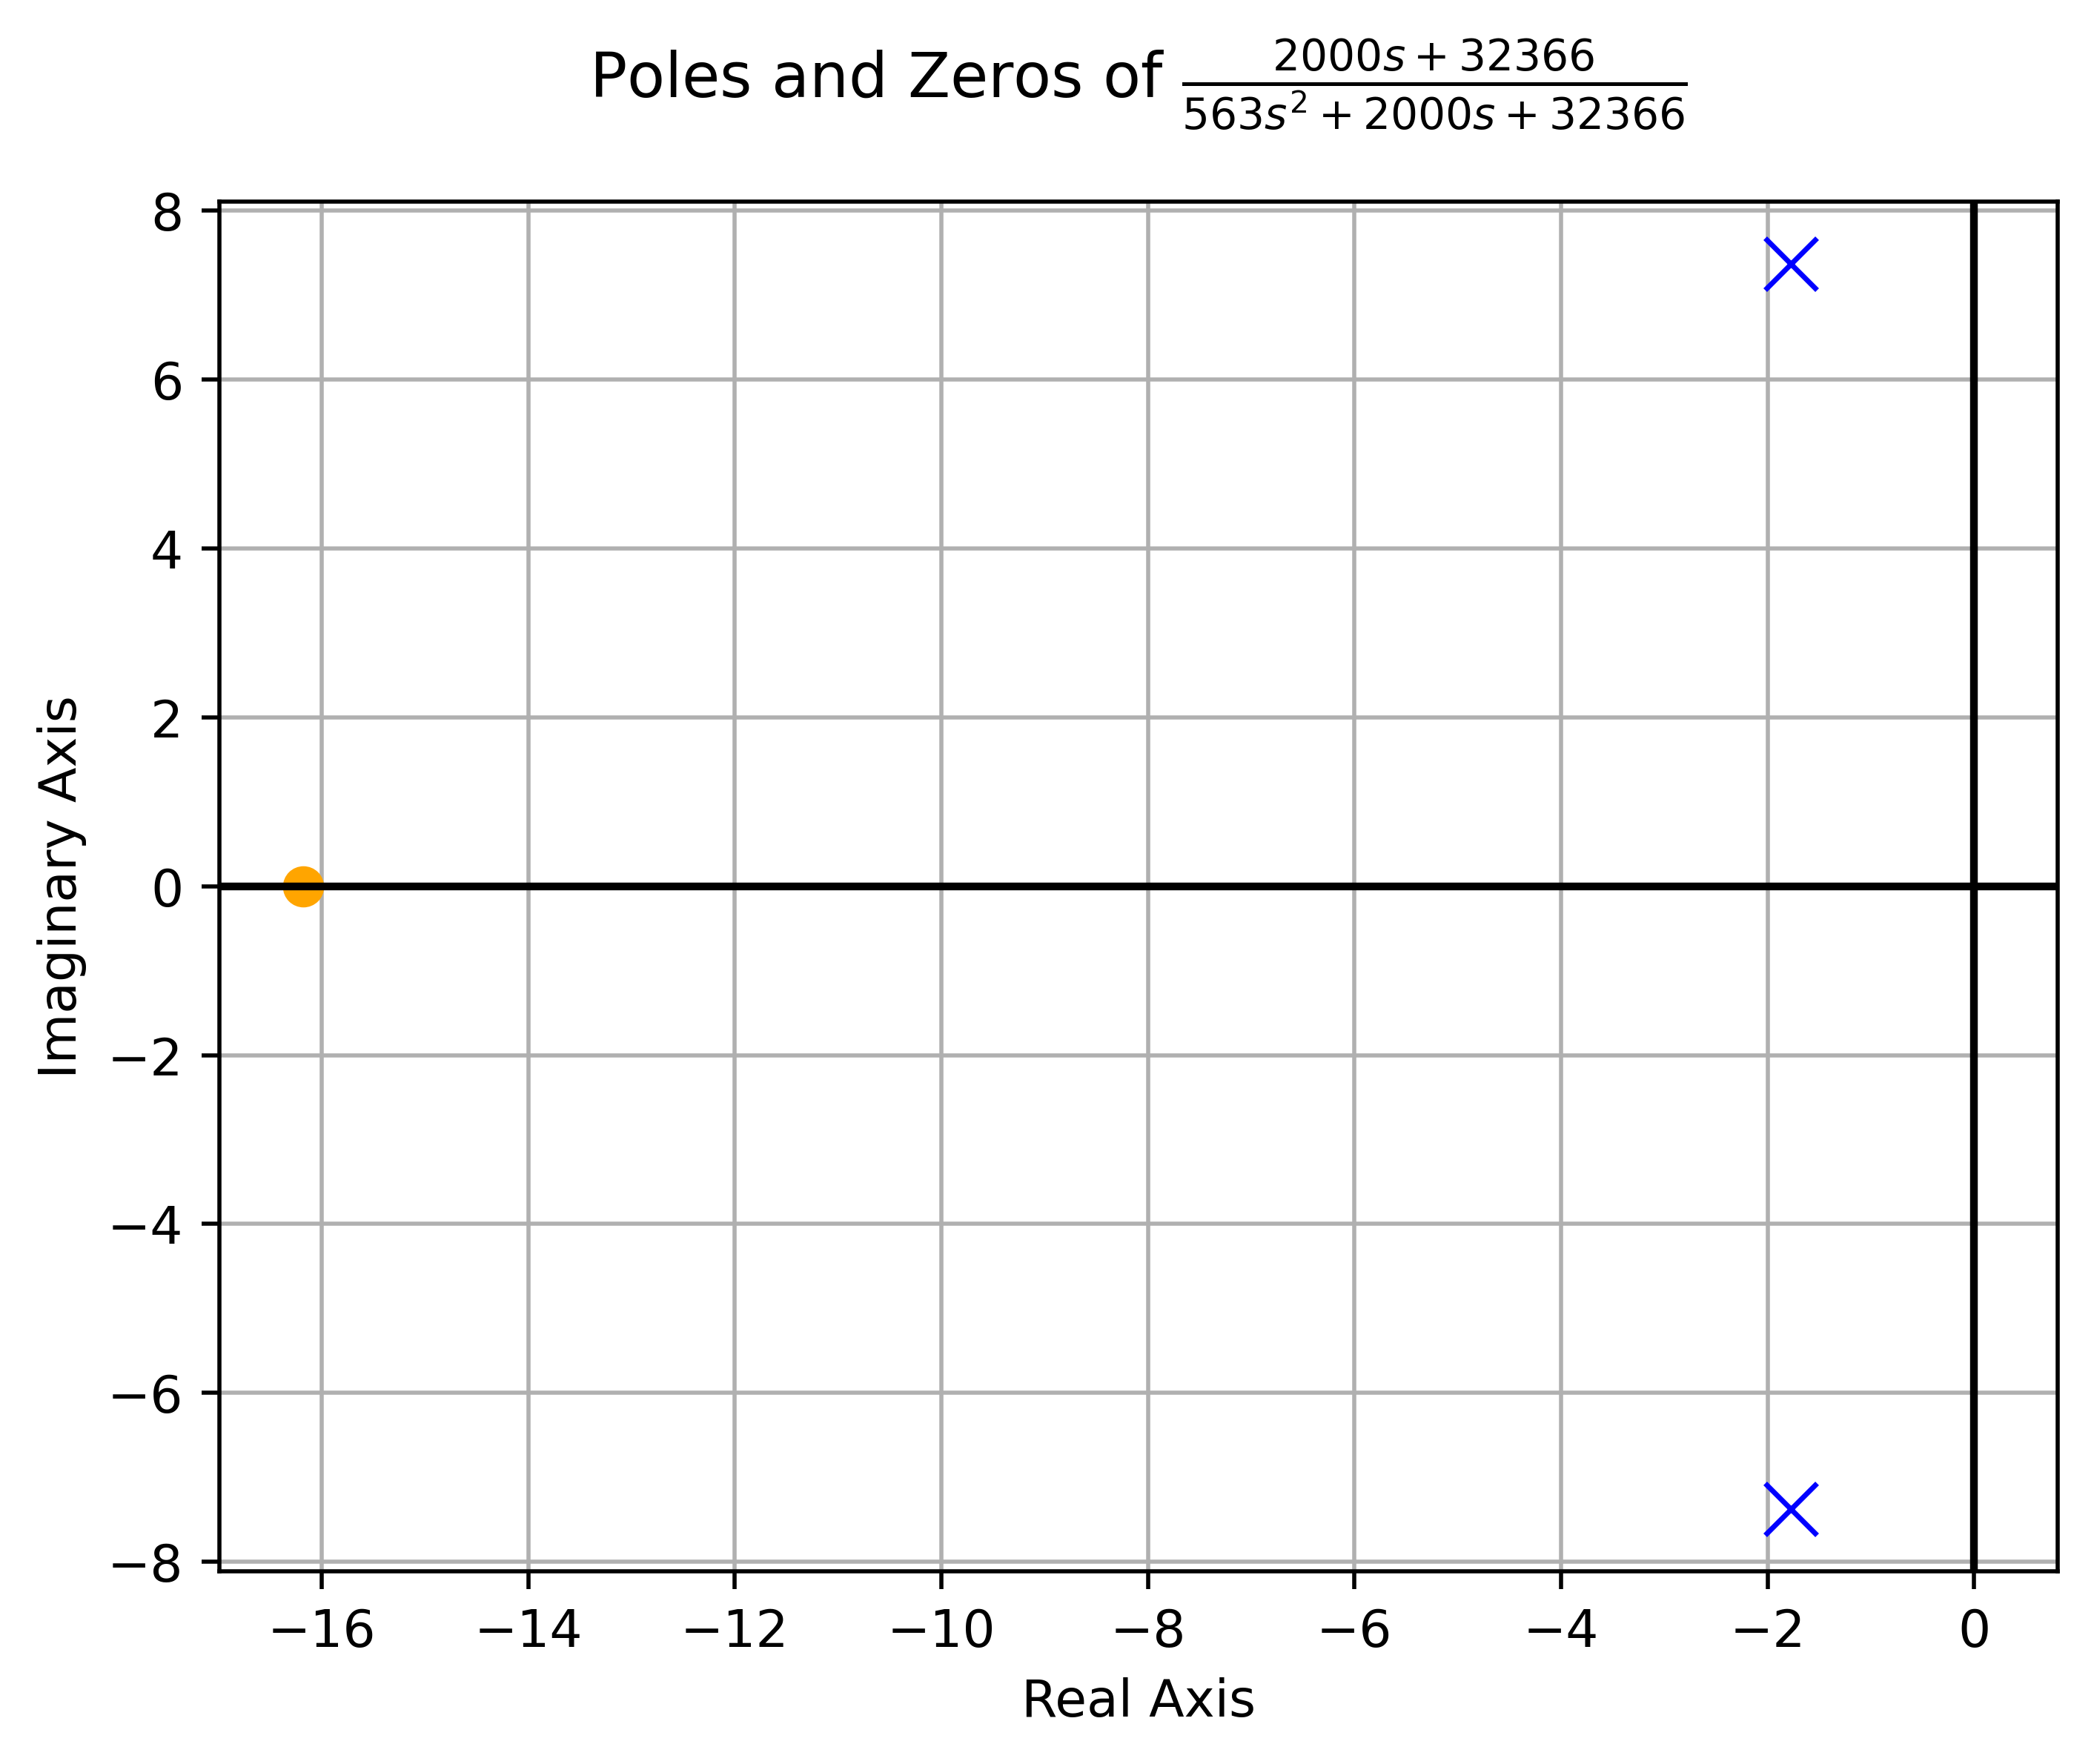 Poles and Zeros of \frac{2000s + 32366}{563s^2 + 2000s + 32366}
8
6
4
2
0
−2
−4
−6
−8
Imaginary Axis
−16 −14 −12 −10 −8 −6 −4 −2 0
Real Axis